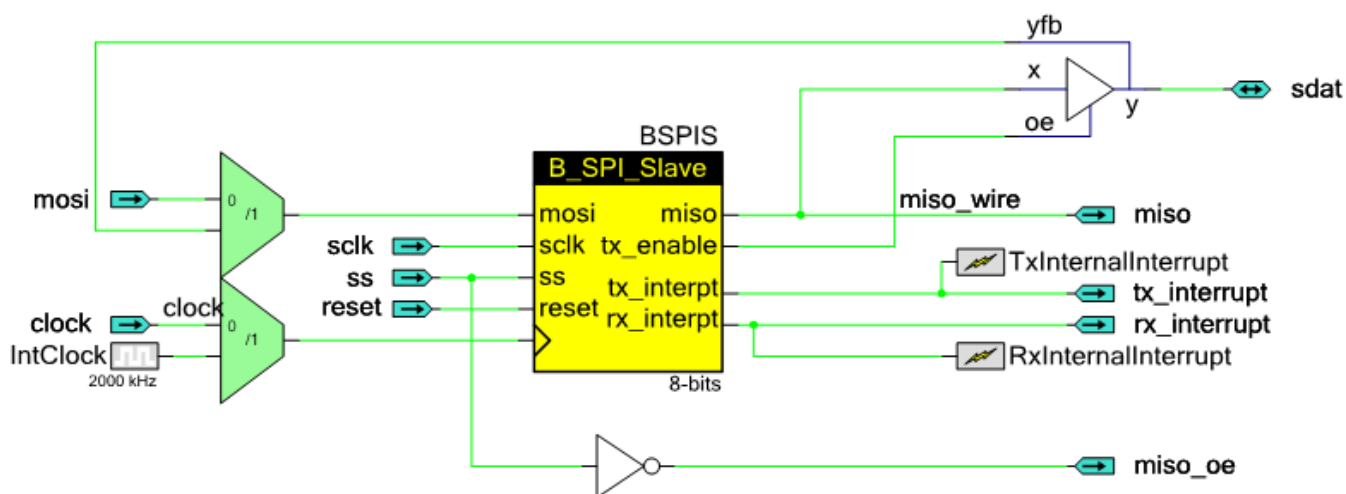 yfb
x
sdat
y
oe
BSPIS
B_SPI_Slave
mosi
0
/1
mosi
miso
miso_wire
miso
sclk
sclk
tx_enable
ss
ss
tx_interpt
TxInternalInterrupt
tx_interrupt
reset
reset
rx_interpt
rx_interrupt
clock
clock
0
/1
IntClock
2000 kHz
RxInternalInterrupt
8-bits
miso_oe